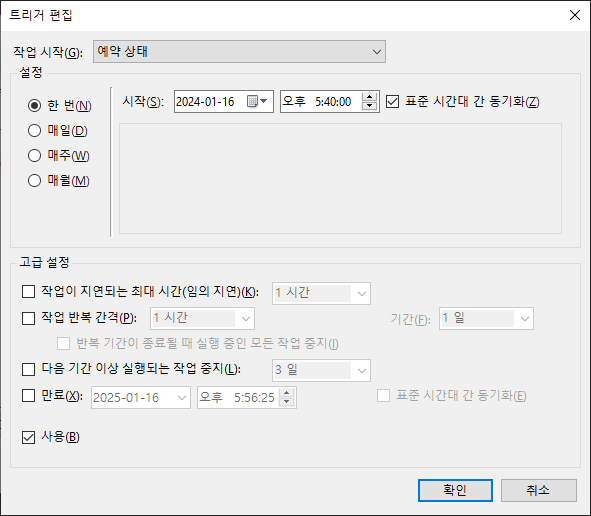 트리거 편집
작업 시작(G): 예약 상태
설정
한 번(N)
매일(D)
매주(W)
매월(M)
시작(S): 2024-01-16 오후 5:40:00 표준 시간대 간 동기화(Z)
고급 설정
작업이 지연되는 최대 시간(임의 지연)(K): 1 시간
작업 반복 간격(P): 1 시간 기간(F): 1 일
반복 기간이 종료될 때 실행 중인 모든 작업 중지(I)
다음 기간 이상 실행되는 작업 중지(L): 3 일
만료(X): 2025-01-16 오후 5:56:25 표준 시간대 간 동기화(E)
사용(B)
확인 취소